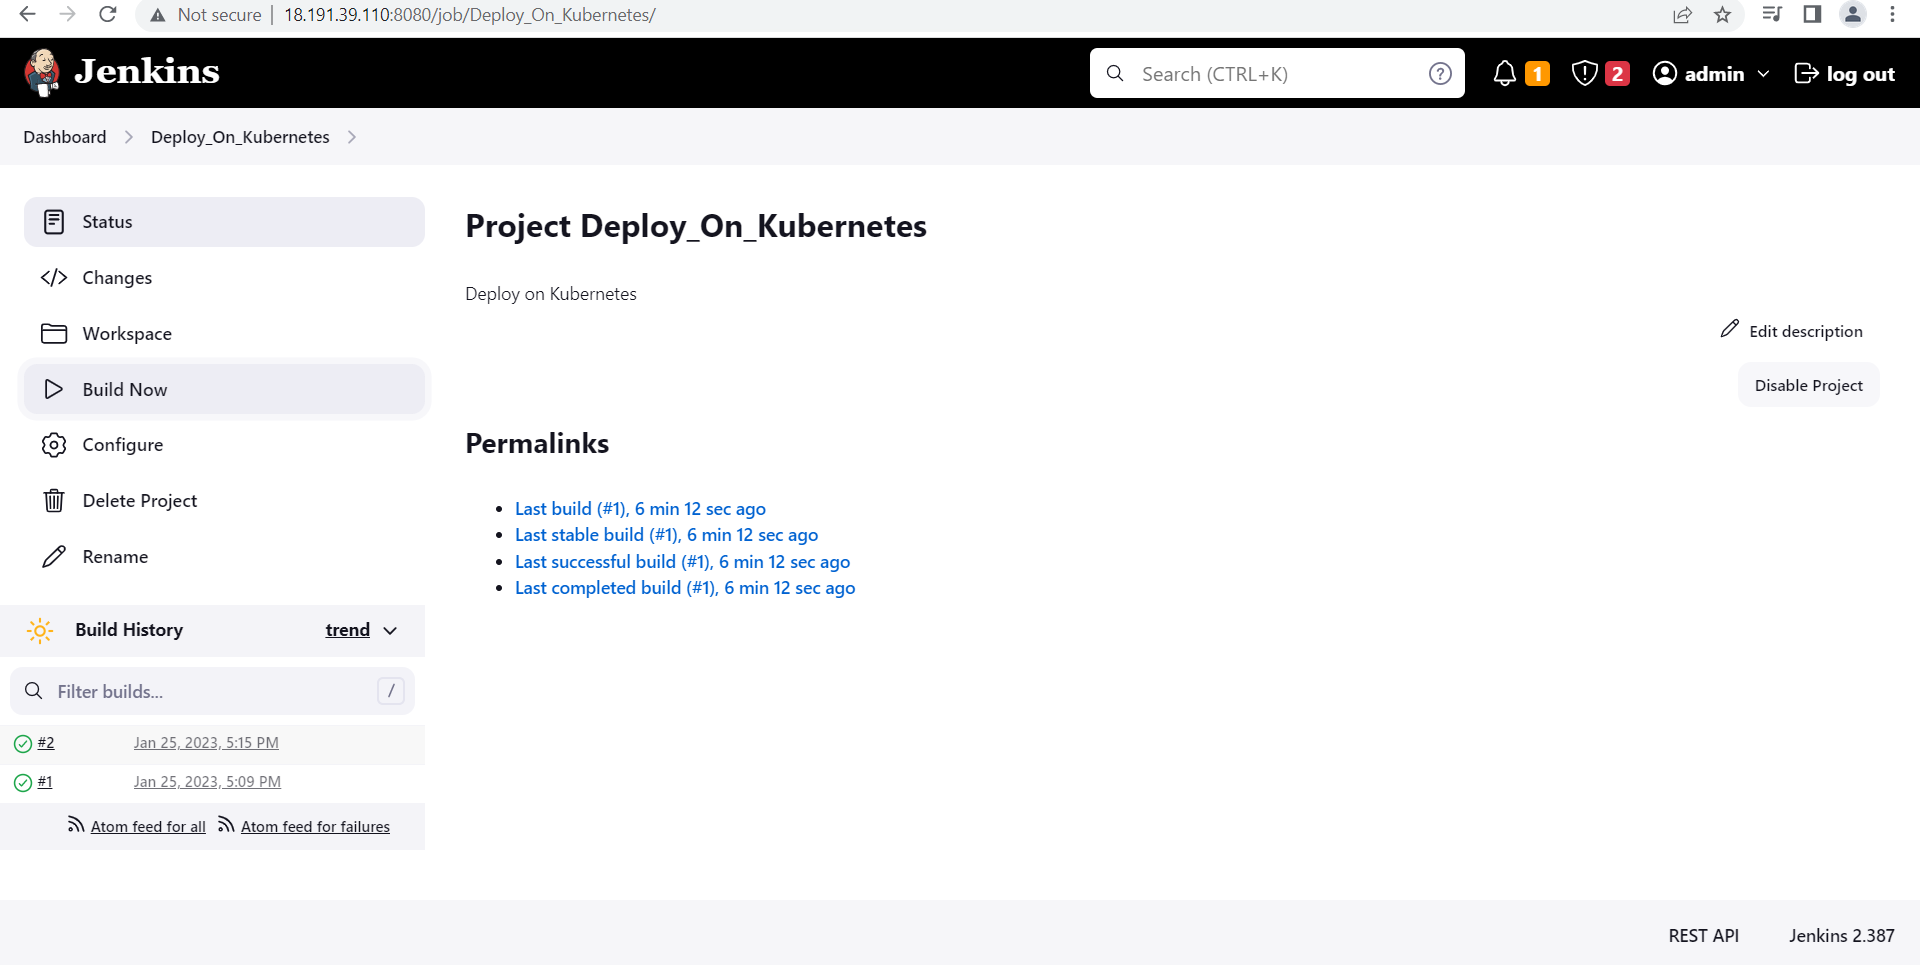 Not secure | 18.191.39.110:8080/job/Deploy_On_Kubernetes/
Jenkins
Search (CTRL+K)
?
1
2
admin
log out
Dashboard
Deploy_On_Kubernetes
Status
Changes
Workspace
Build Now
Configure
Delete Project
Rename
Build History
trend
Filter builds...
/
#2
Jan 25, 2023, 5:15 PM
#1
Jan 25, 2023, 5:09 PM
Atom feed for all
Atom feed for failures
Project Deploy_On_Kubernetes
Deploy on Kubernetes
Edit description
Disable Project
Permalinks
• Last build (#1), 6 min 12 sec ago
• Last stable build (#1), 6 min 12 sec ago
• Last successful build (#1), 6 min 12 sec ago
• Last completed build (#1), 6 min 12 sec ago
REST API
Jenkins 2.387